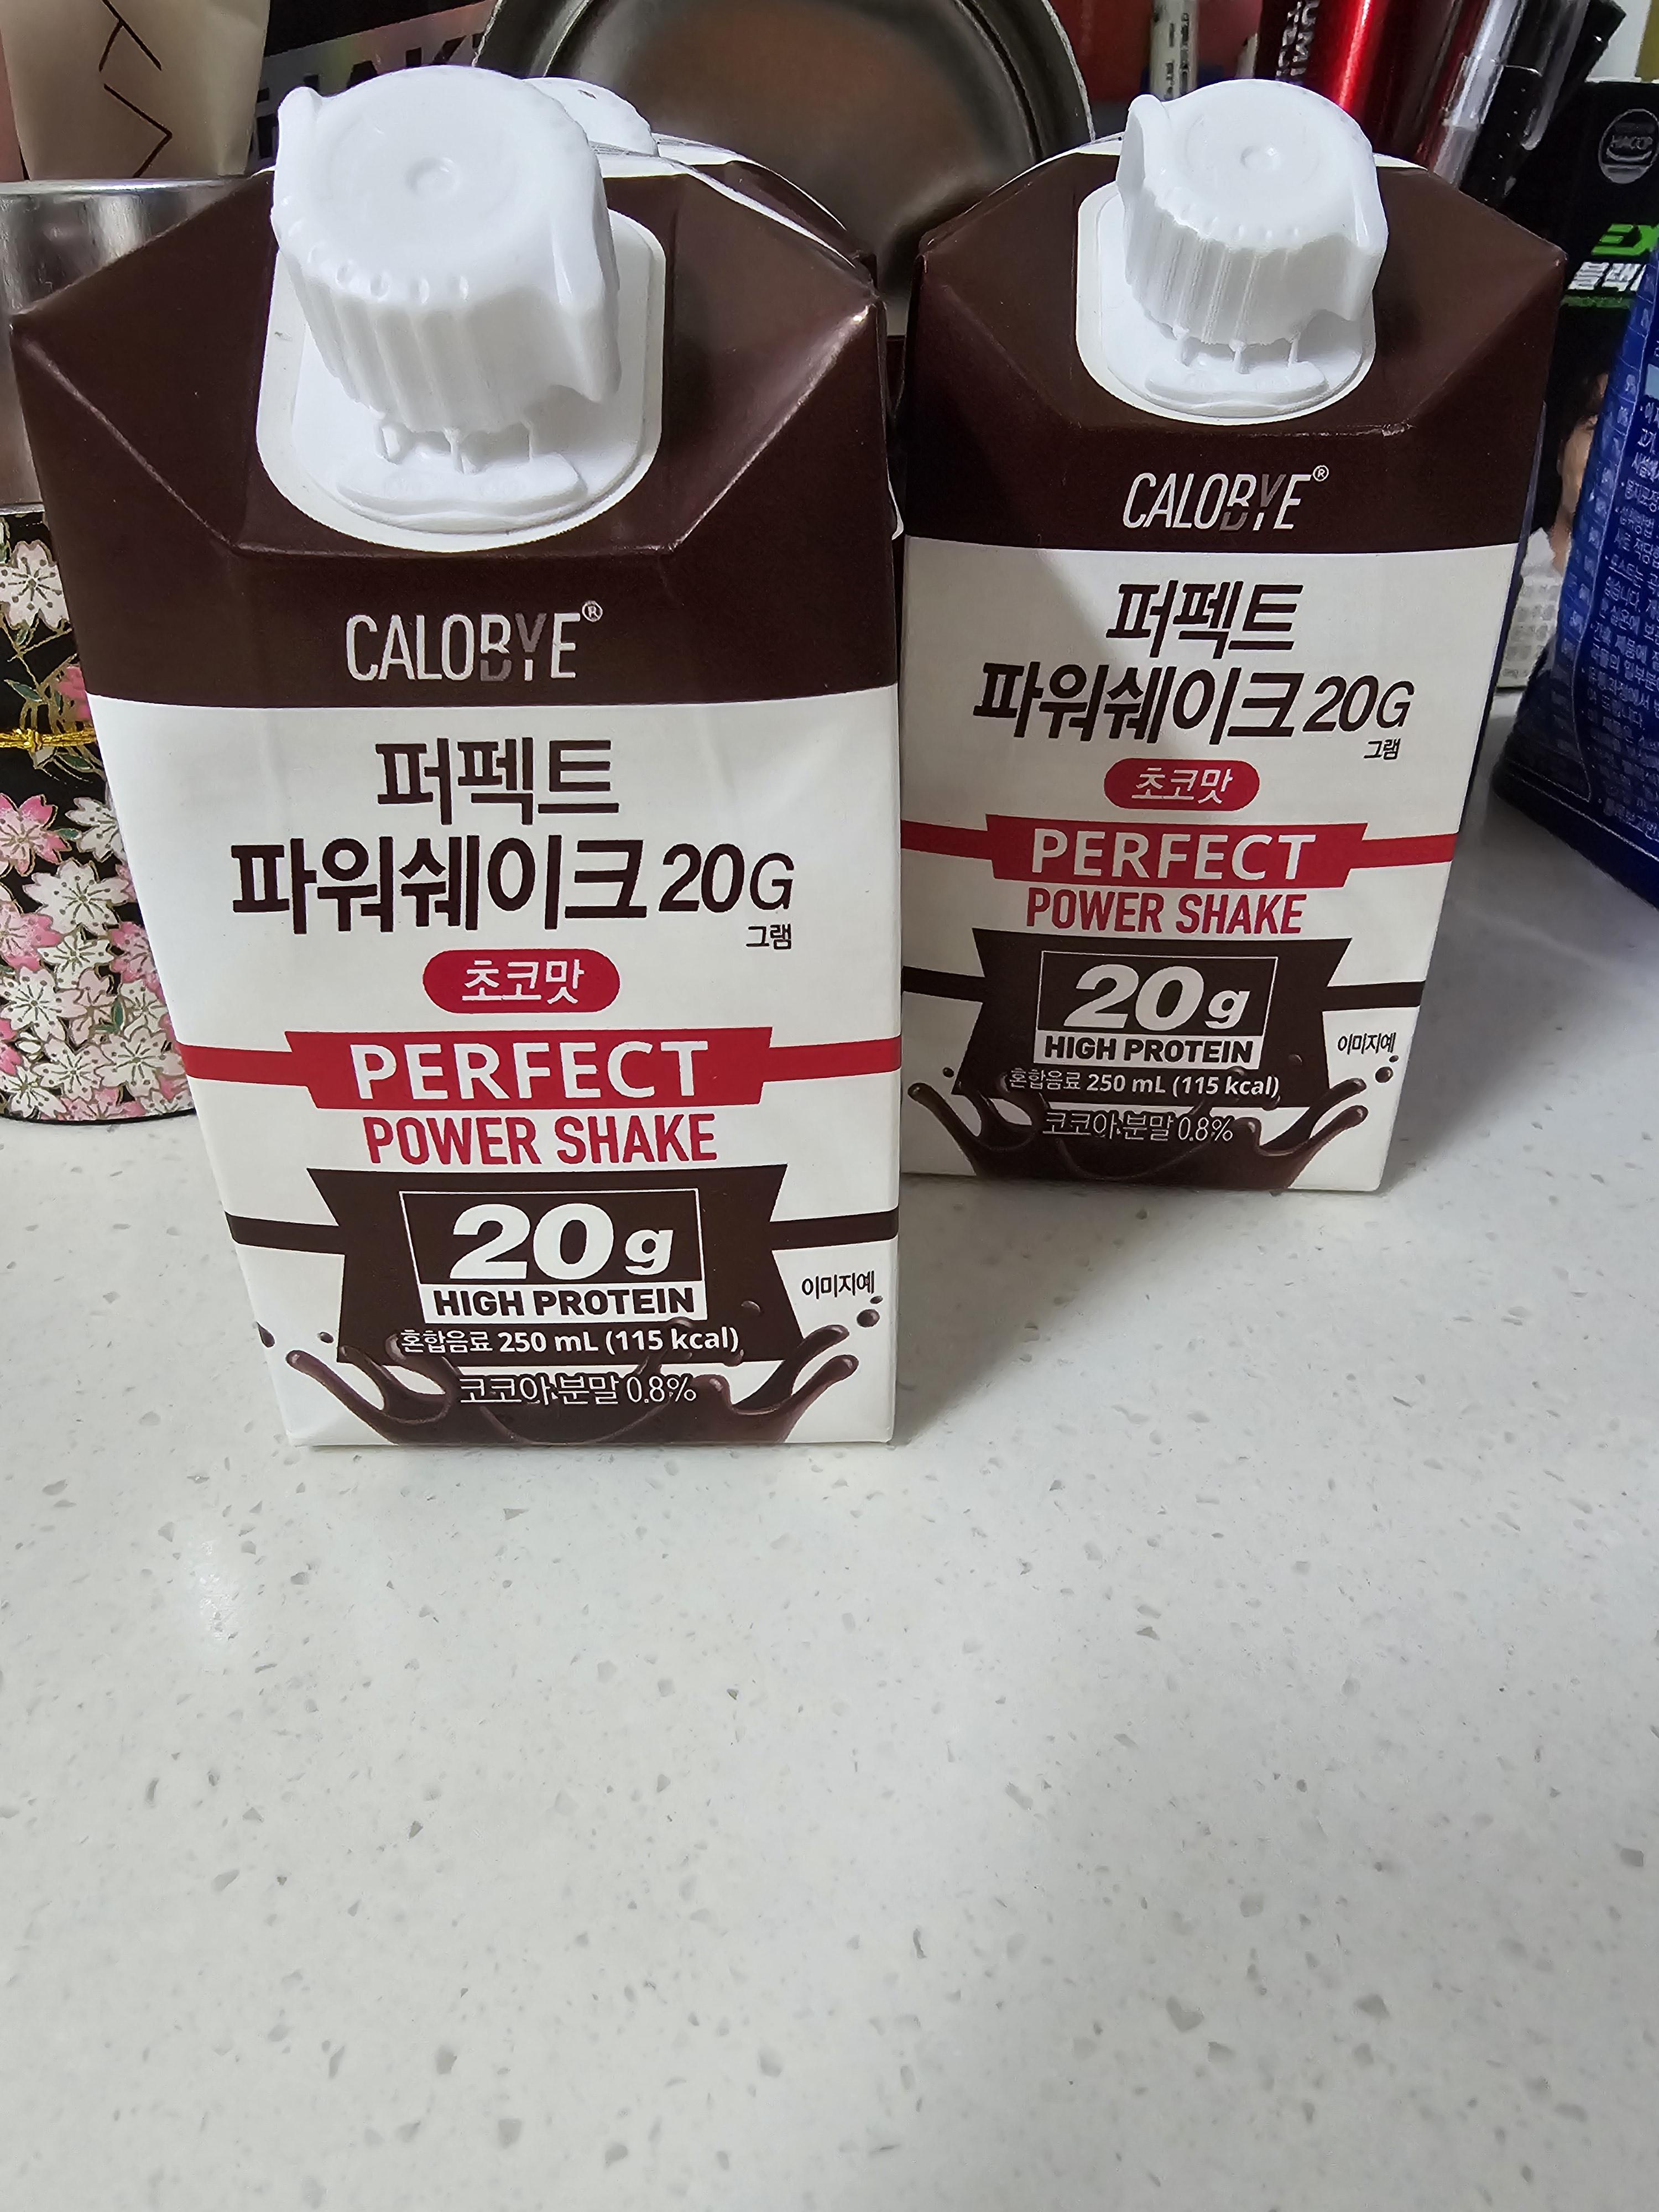 CALOBYE®
퍼펙트
파워쉐이크 20G
그램
초코맛
PERFECT
POWER SHAKE
20g
HIGH PROTEIN
이미지예
혼합음료 250 mL (115 kcal)
코코아분말 0.8%
CALOBYE®
퍼펙트
파워쉐이크 20G
그램
초코맛
PERFECT
POWER SHAKE
20g
HIGH PROTEIN
이미지예
혼합음료 250 mL (115 kcal)
코코아분말 0.8%
HACCP